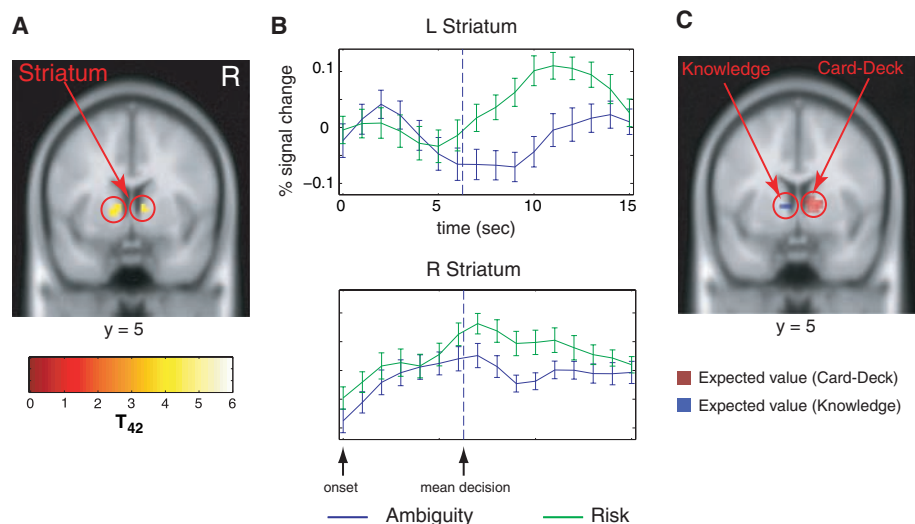 A
Striatum
R
y = 5
0 1 2 3 4 5 6
T42
B
L Striatum
% signal change
0.1
0
−0.1
0 5 10 15
time (sec)
R Striatum
onset
mean decision
Ambiguity
Risk
C
Knowledge
Card-Deck
y = 5
Expected value (Card-Deck)
Expected value (Knowledge)